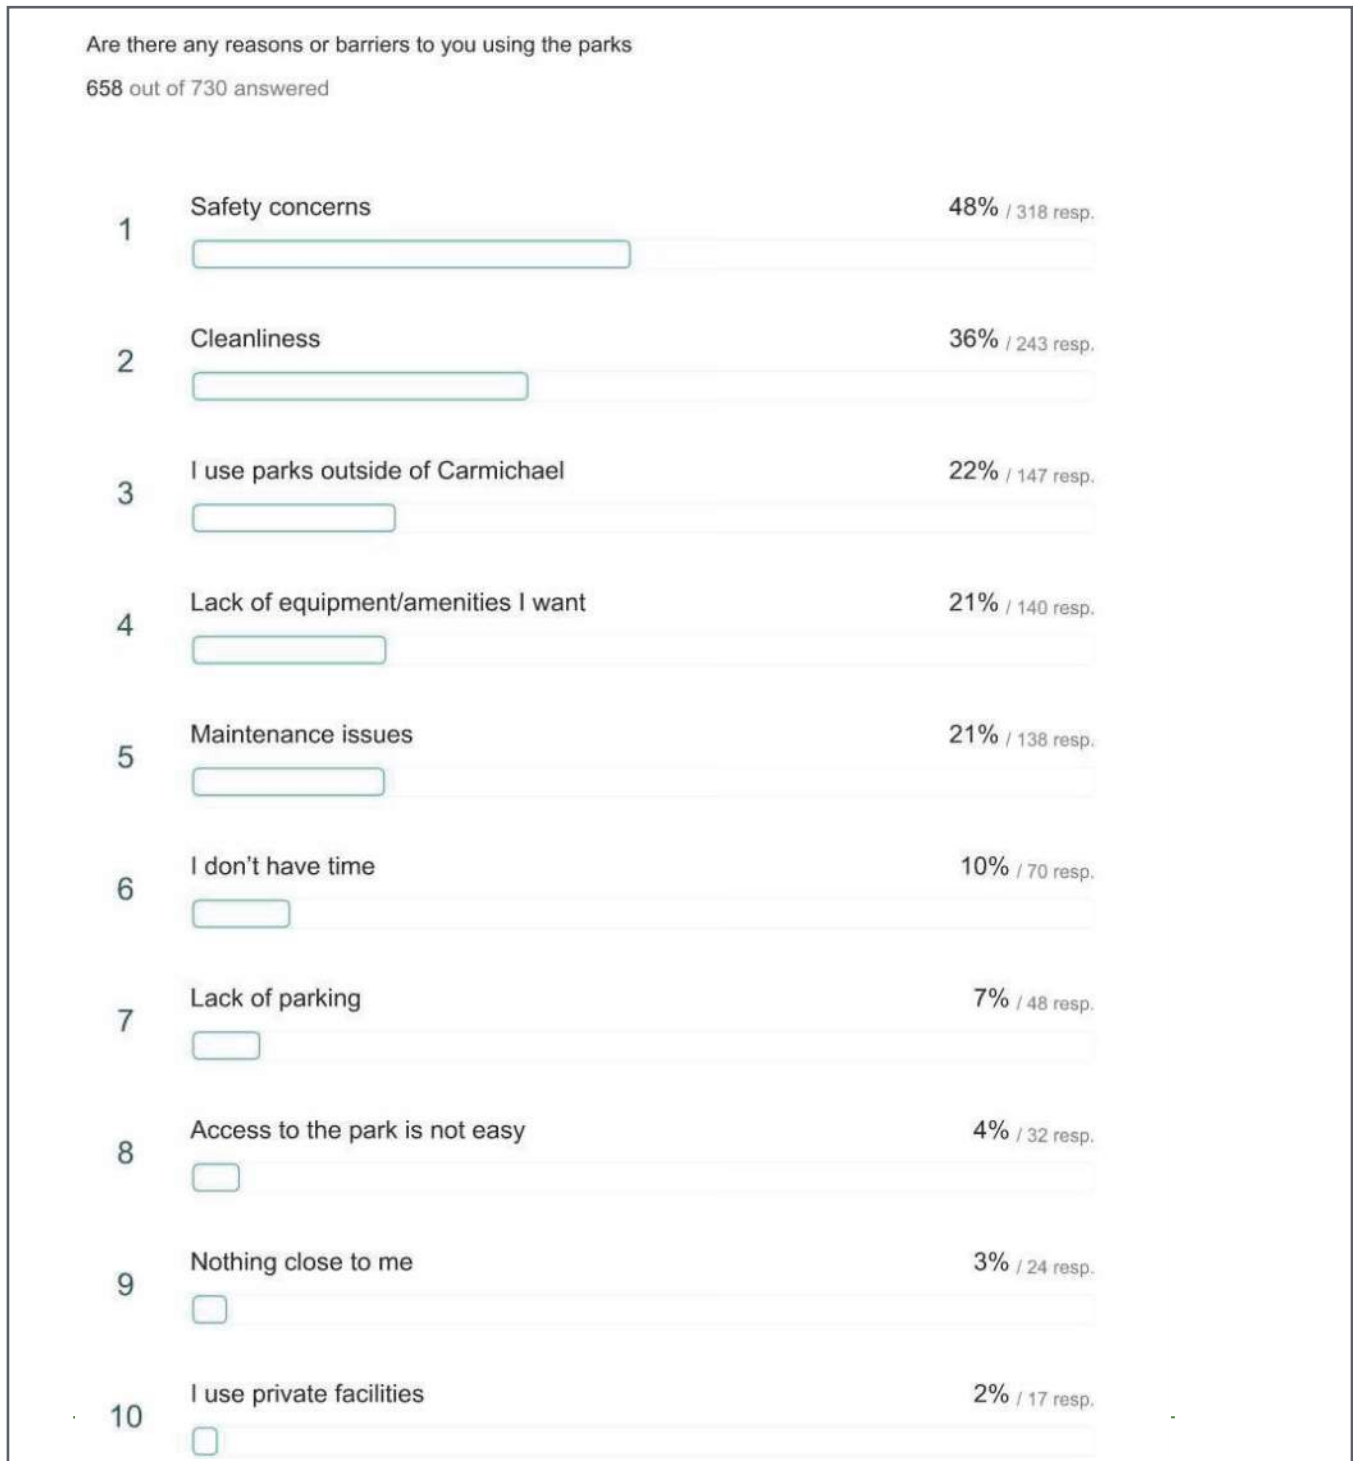 Are there any reasons or barriers to you using the parks
658 out of 730 answered
1 Safety concerns 48% / 318 resp.
2 Cleanliness 36% / 243 resp.
3 I use parks outside of Carmichael 22% / 147 resp.
4 Lack of equipment/amenities I want 21% / 140 resp.
5 Maintenance issues 21% / 138 resp.
6 I don't have time 10% / 70 resp.
7 Lack of parking 7% / 48 resp.
8 Access to the park is not easy 4% / 32 resp.
9 Nothing close to me 3% / 24 resp.
10 I use private facilities 2% / 17 resp.